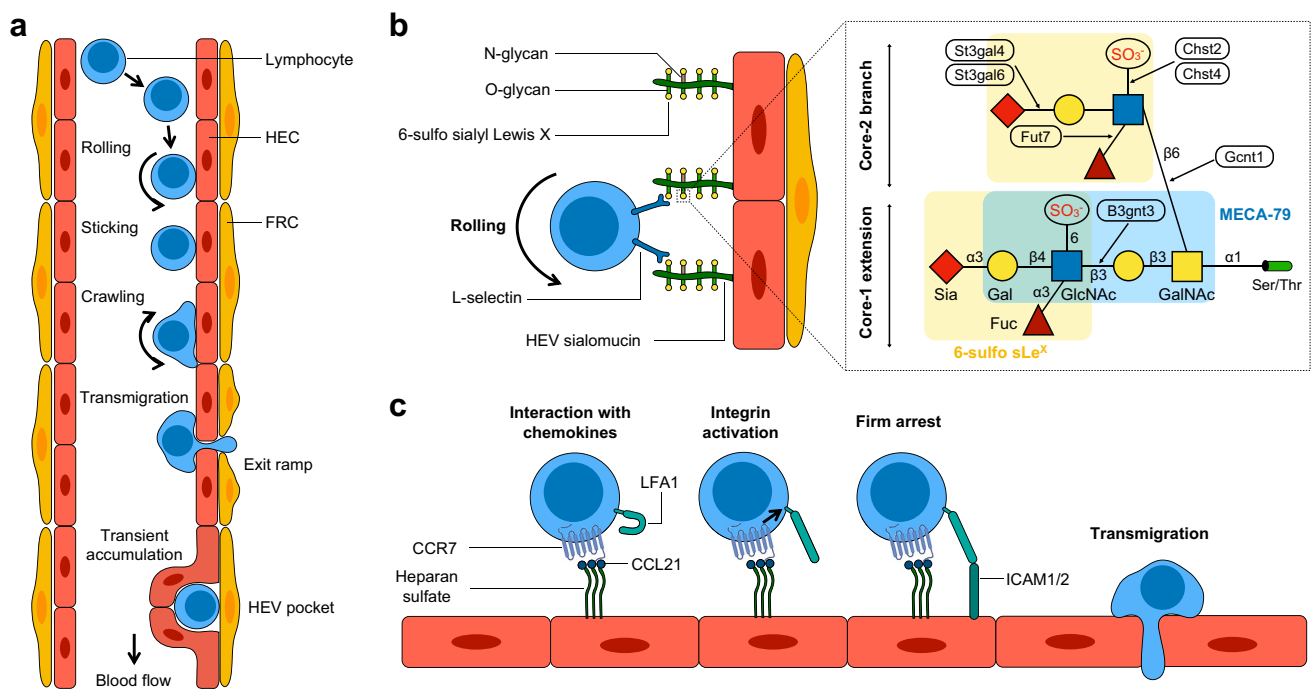 a
Lymphocyte
Rolling
HEC
Sticking
FRC
Crawling
Transmigration
Exit ramp
Transient
accumulation
HEV pocket
Blood flow
b
N-glycan
O-glycan
6-sulfo sialyl Lewis X
Rolling
L-selectin
HEV sialomucin
Core-2 branch
St3gal4
St3gal6
SO₃⁻
Chst2
Chst4
Fut7
β6
Gcnt1
Core-1 extension
SO₃⁻
B3gnt3
MECA-79
6
α3
β4
β3
β3
α1
Sia
Gal
α3
GlcNAc
GalNAc
Ser/Thr
Fuc
6-sulfo sLeˣ
c
Interaction with
chemokines
Integrin
activation
Firm arrest
LFA1
Transmigration
CCR7
CCL21
Heparan
sulfate
ICAM1/2